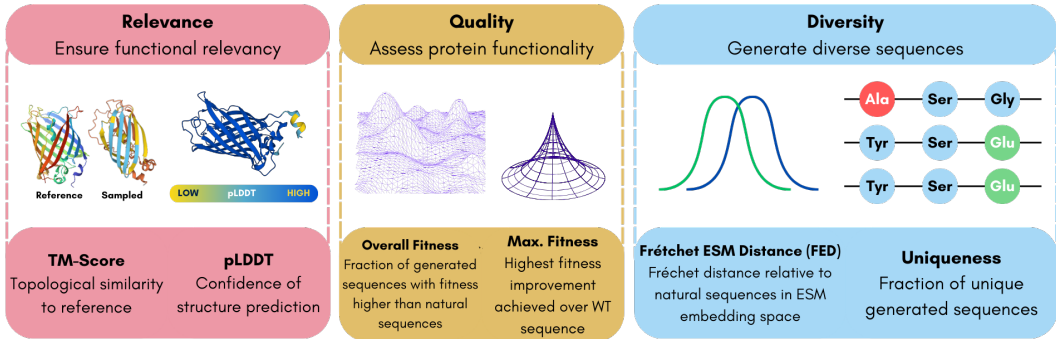 Relevance
Ensure functional relevancy
Reference
Sampled
LOW pLDDT HIGH
TM-Score
Topological similarity
to reference
pLDDT
Confidence of
structure prediction
Quality
Assess protein functionality
Overall Fitness
Fraction of generated
sequences with fitness
higher than natural
sequences
Max. Fitness
Highest fitness
improvement
achieved over WT
sequence
Diversity
Generate diverse sequences
Ala Ser Gly
Tyr Ser Glu
Tyr Ser Glu
Frétchet ESM Distance (FED)
Fréchet distance relative to
natural sequences in ESM
embedding space
Uniqueness
Fraction of unique
generated sequences